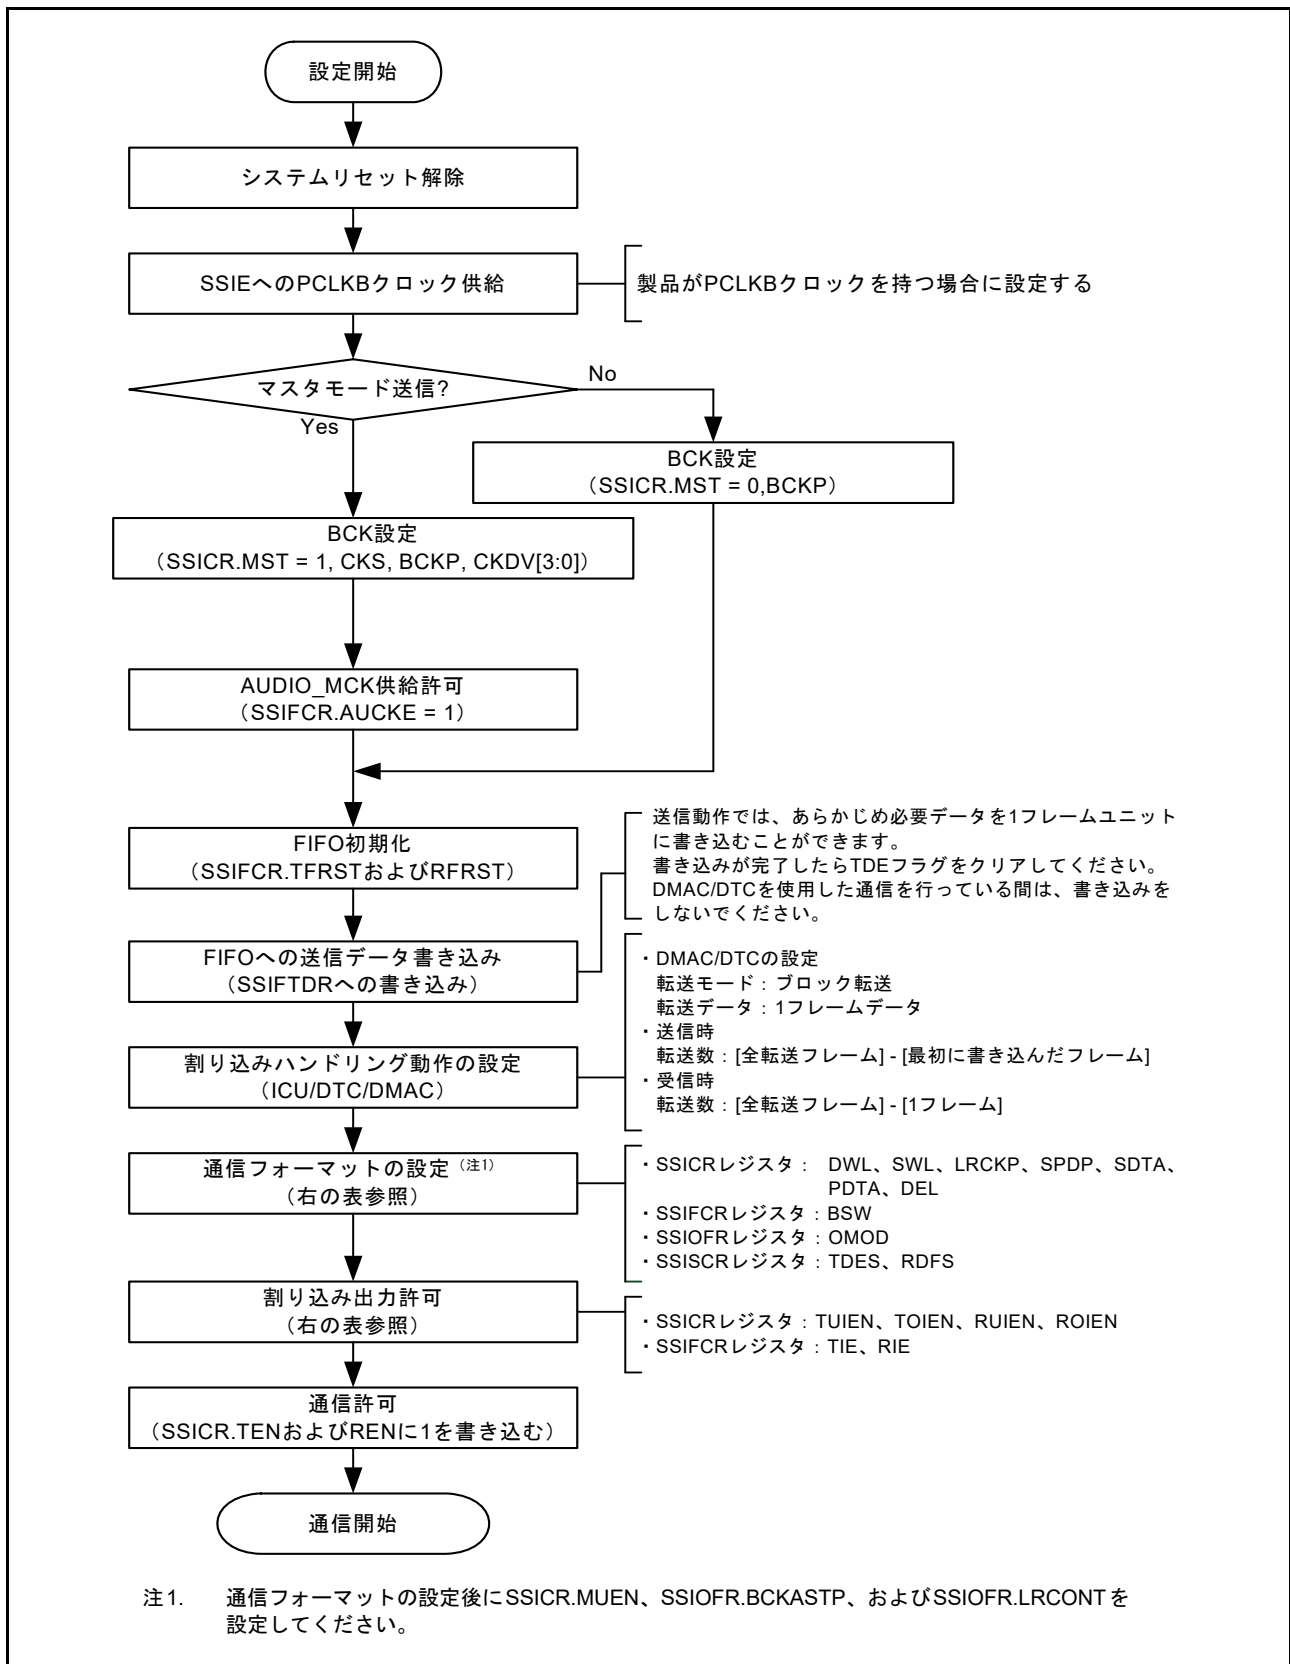 設定開始
システムリセット解除
SSIEへのPCLKBクロック供給
製品がPCLKBクロックを持つ場合に設定する
マスタモード送信?
No
Yes
BCK設定
（SSICR.MST = 0,BCKP）
BCK設定
（SSICR.MST = 1, CKS, BCKP, CKDV[3:0]）
AUDIO_MCK供給許可
（SSIFCR.AUCKE = 1）
FIFO初期化
（SSIFCR.TFRSTおよびRFRST）
送信動作では、あらかじめ必要データを1フレームユニット
に書き込むことができます。
書き込みが完了したらTDEフラグをクリアしてください。
DMAC/DTCを使用した通信を行っている間は、書き込みを
しないでください。
FIFOへの送信データ書き込み
（SSIFTDRへの書き込み）
・DMAC/DTCの設定
転送モード：ブロック転送
転送データ：1フレームデータ
・送信時
転送数：[全転送フレーム] - [最初に書き込んだフレーム]
・受信時
転送数：[全転送フレーム] - [1フレーム]
割り込みハンドリング動作の設定
（ICU/DTC/DMAC）
通信フォーマットの設定（注1）
（右の表参照）
・SSICRレジスタ： DWL、SWL、LRCKP、SPDP、SDTA、
PDTA、DEL
・SSIFCRレジスタ：BSW
・SSIOFRレジスタ：OMOD
・SSISCRレジスタ：TDES、RDFS
割り込み出力許可
（右の表参照）
・SSICRレジスタ：TUIEN、TOIEN、RUIEN、ROIEN
・SSIFCRレジスタ：TIE、RIE
通信許可
（SSICR.TENおよびRENに1を書き込む）
通信開始
注1. 通信フォーマットの設定後にSSICR.MUEN、SSIOFR.BCKASTP、およびSSIOFR.LRCONTを
設定してください。